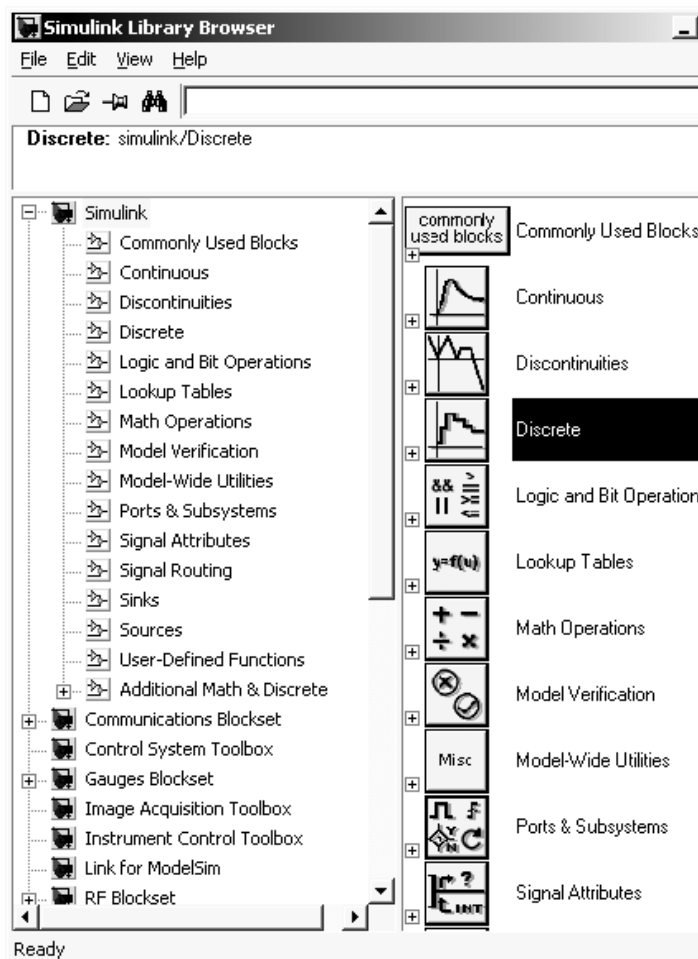 Simulink Library Browser
File Edit View Help
Discrete: simulink/Discrete
Simulink
Commonly Used Blocks
Continuous
Discontinuities
Discrete
Logic and Bit Operations
Lookup Tables
Math Operations
Model Verification
Model-Wide Utilities
Ports & Subsystems
Signal Attributes
Signal Routing
Sinks
Sources
User-Defined Functions
Additional Math & Discrete
Communications Blockset
Control System Toolbox
Gauges Blockset
Image Acquisition Toolbox
Instrument Control Toolbox
Link for ModelSim
RF Blockset
commonly
used blocks
Commonly Used Blocks
Continuous
Discontinuities
Discrete
&& > ==
|| >= <=
Logic and Bit Operation
y=f(u)
Lookup Tables
+ −
÷ ×
Math Operations
Model Verification
Misc
Model-Wide Utilities
Y
N
Ports & Subsystems
?
INT
Signal Attributes
Ready